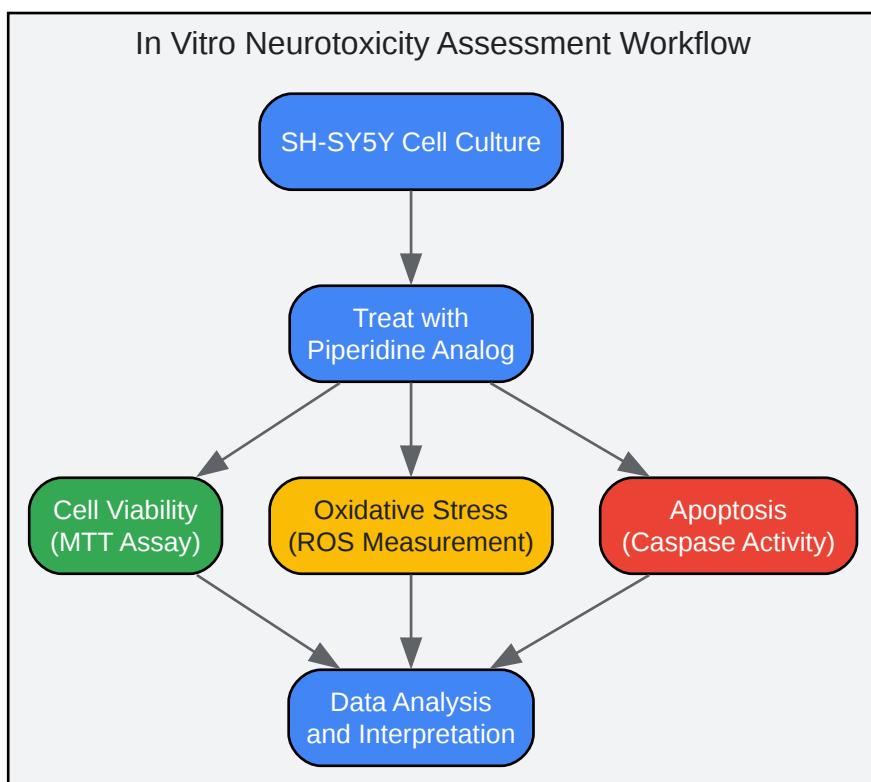 In Vitro Neurotoxicity Assessment Workflow
SH-SY5Y Cell Culture
Treat with
Piperidine Analog
Cell Viability
(MTT Assay)
Oxidative Stress
(ROS Measurement)
Apoptosis
(Caspase Activity)
Data Analysis
and Interpretation